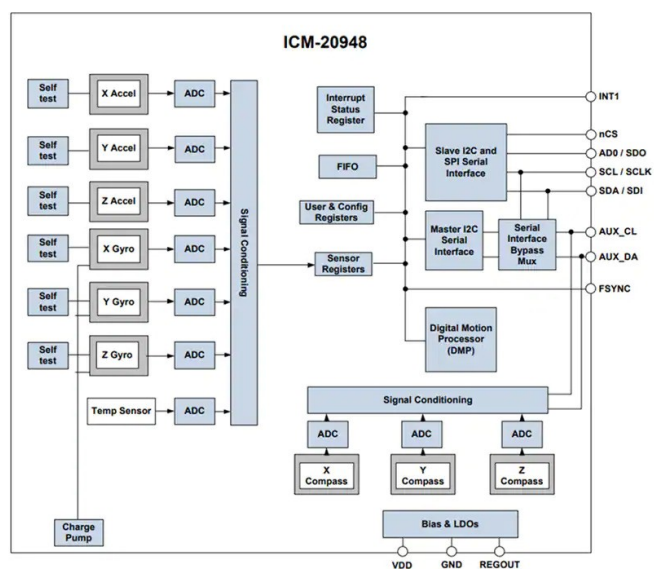 ICM-20948
Self
test
X Accel
ADC
Self
test
Y Accel
ADC
Self
test
Z Accel
ADC
Self
test
X Gyro
ADC
Self
test
Y Gyro
ADC
Self
test
Z Gyro
ADC
Temp Sensor
ADC
Charge
Pump
Signal Conditioning
Interrupt
Status
Register
FIFO
User & Config
Registers
Sensor
Registers
Slave I2C and
SPI Serial
Interface
Master I2C
Serial
Interface
Serial
Interface
Bypass
Mux
Digital Motion
Processor
(DMP)
INT1
nCS
AD0 / SDO
SCL / SCLK
SDA / SDI
AUX_CL
AUX_DA
FSYNC
Signal Conditioning
ADC
ADC
ADC
X
Compass
Y
Compass
Z
Compass
Bias & LDOs
VDD
GND
REGOUT